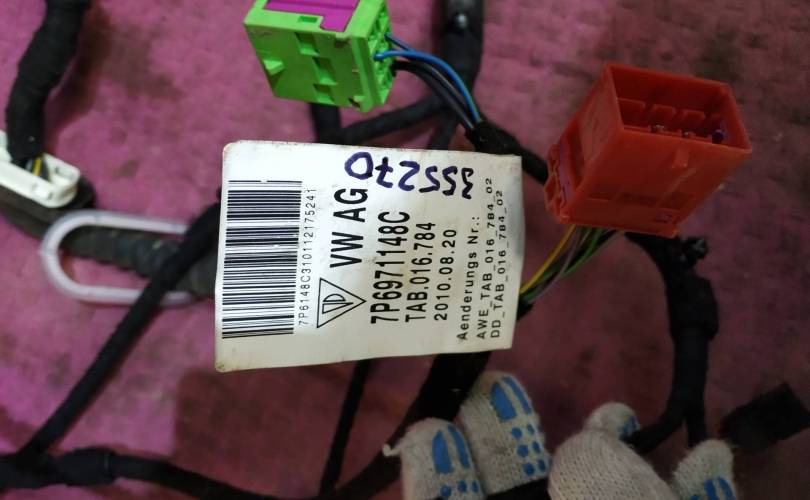 355270
7P6148C310112175241
VW AG
7P6971148C
TAB.016.784
2010.08.20
Aenderungs Nr.:
AWE_TAB_016_784_02
DD_TAB_016_784_02